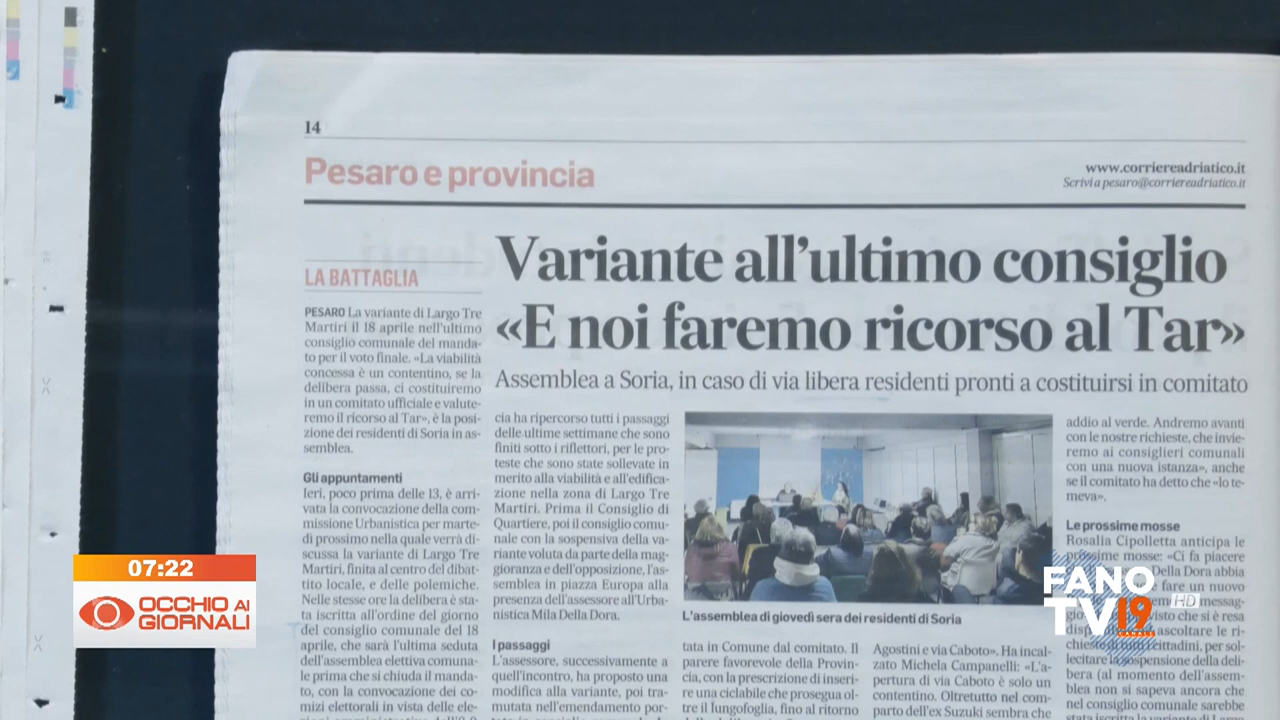 14
Pesaro e provincia
www.corriereadriatico.it
Scrivi a pesaro@corriereadriatico.it
LA BATTAGLIA
Variante all'ultimo consiglio
«E noi faremo ricorso al Tar»
Assemblea a Soria, in caso di via libera residenti pronti a costituirsi in comitato
PESARO La variante di Largo Tre
Martiri il 18 aprile nell'ultimo
consiglio comunale del manda-
to per il voto finale. «La viabilità
concessa è un contentino, se la
delibera passa, ci costituiremo
in un comitato ufficiale e valute-
remo il ricorso al Tar», è la posi-
zione dei residenti di Soria in as-
semblea.
Gli appuntamenti
Ieri, poco prima delle 13, è arri-
vata la convocazione della com-
missione Urbanistica per marte-
dì prossimo nella quale verrà di-
scussa la variante di Largo Tre
Martiri, finita al centro del dibat-
tito locale, e delle polemiche.
Nelle stesse ore la delibera è sta-
ta iscritta all'ordine del giorno
del consiglio comunale del 18
aprile, che sarà l'ultima seduta
dell'assemblea elettiva comuna-
le prima che si chiuda il manda-
to, con la convocazione dei co-
mizi elettorali in vista delle ele-
cia ha ripercorso tutti i passaggi
delle ultime settimane che sono
finiti sotto i riflettori, per le pro-
teste che sono state sollevate in
merito alla viabilità e all'edifica-
zione nella zona di Largo Tre
Martiri. Prima il Consiglio di
Quartiere, poi il consiglio comu-
nale con la sospensiva della va-
riante voluta da parte della mag-
gioranza e dell'opposizione, l'as-
semblea in piazza Europa alla
presenza dell'assessore all'Urba-
nistica Mila Della Dora.
I passaggi
L'assessore, successivamente a
quell'incontro, ha proposto una
modifica alla variante, poi tra-
mutata nell'emendamento por-
L'assemblea di giovedì sera dei residenti di Soria
tata in Comune dal comitato. Il
parere favorevole della Provin-
cia, con la prescrizione di inseri-
re una ciclabile che prosegua ol-
tre il lungofoglia, fino al ritorno
Agostini e via Caboto». Ha incal-
zato Michela Campanelli: «L'a-
pertura di via Caboto è solo un
contentino. Oltretutto nel com-
parto dell'ex Suzuki sembra che
addio al verde. Andremo avanti
con le nostre richieste, che invie-
remo ai consiglieri comunali
con una nuova istanza», anche
se il comitato ha detto che «lo te-
meva».
Le prossime mosse
Rosalia Cipolletta anticipa le
prossime mosse: «Ci fa piacere
Della Dora abbia
fare in nuovo
messag-
visto che si è resa
ascoltare le ri-
cittadini, per sol-
lecitare la sospensione della deli-
bera (al momento dell'assem-
blea non si sapeva ancora che
nel consiglio comunale sarebbe
07:22
OCCHIO AI
GIORNALI
FANO
TV 19
CANALE
HD